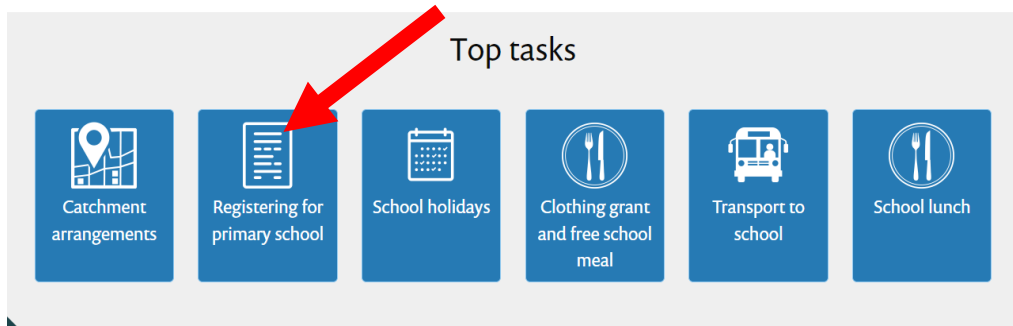 Top tasks
Catchment
arrangements
Registering for
primary school
School holidays
Clothing grant
and free school
meal
Transport to
school
School lunch